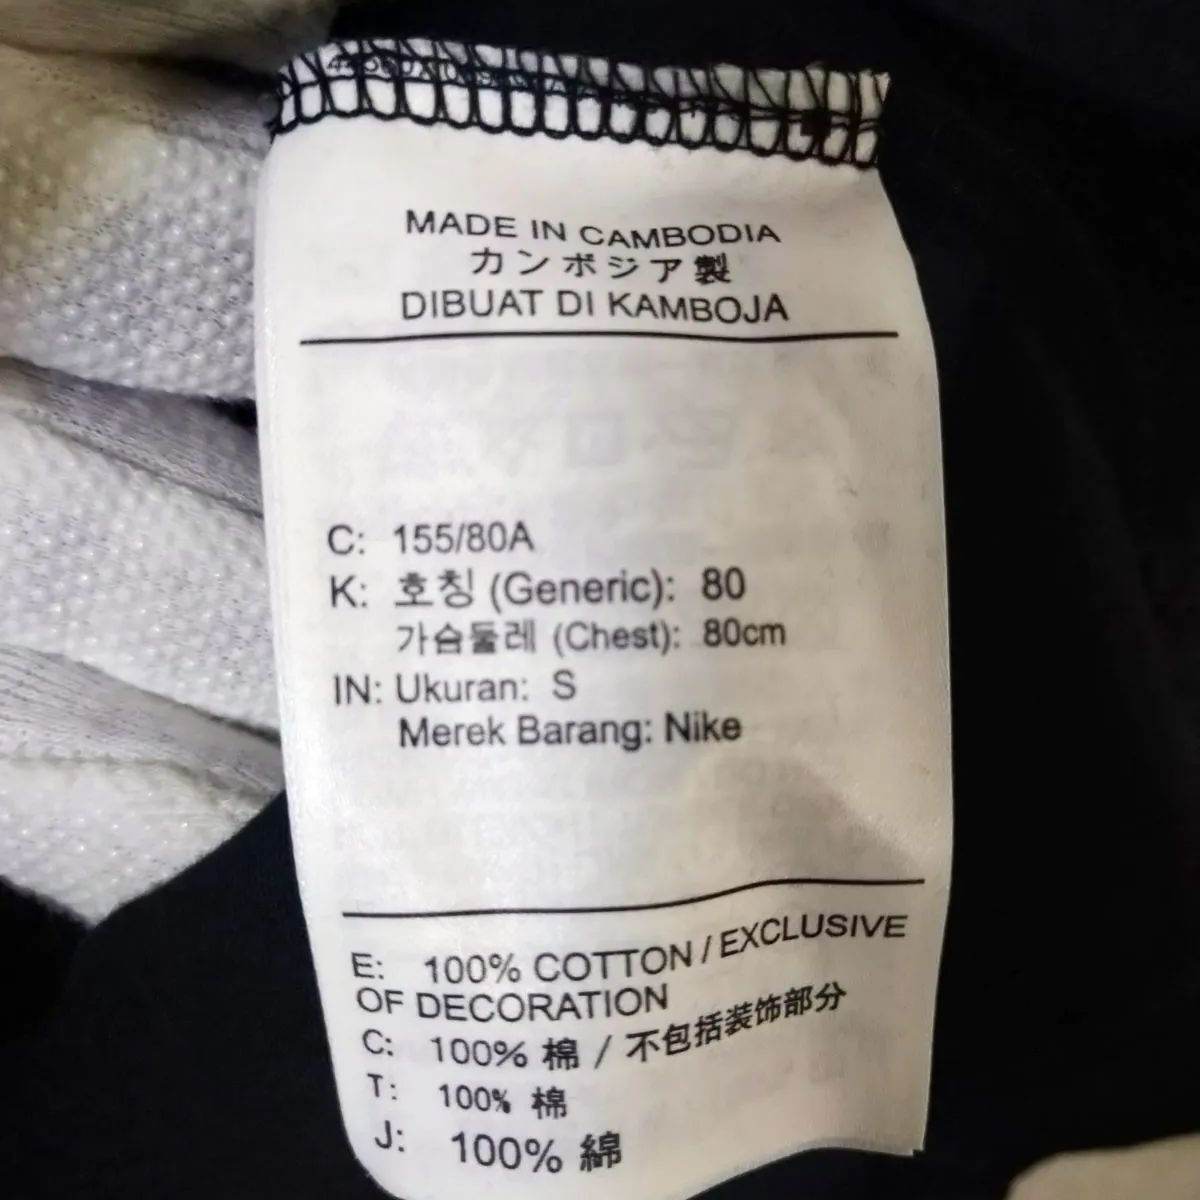 MADE IN CAMBODIA
カンボジア製
DIBUAT DI KAMBOJA
C: 155/80A
K: 호칭 (Generic): 80
가슴둘레 (Chest): 80cm
IN: Ukuran: S
Merek Barang: Nike
E: 100% COTTON / EXCLUSIVE
OF DECORATION
C: 100% 棉 / 不包括装饰部分
T: 100% 棉
J: 100% 綿